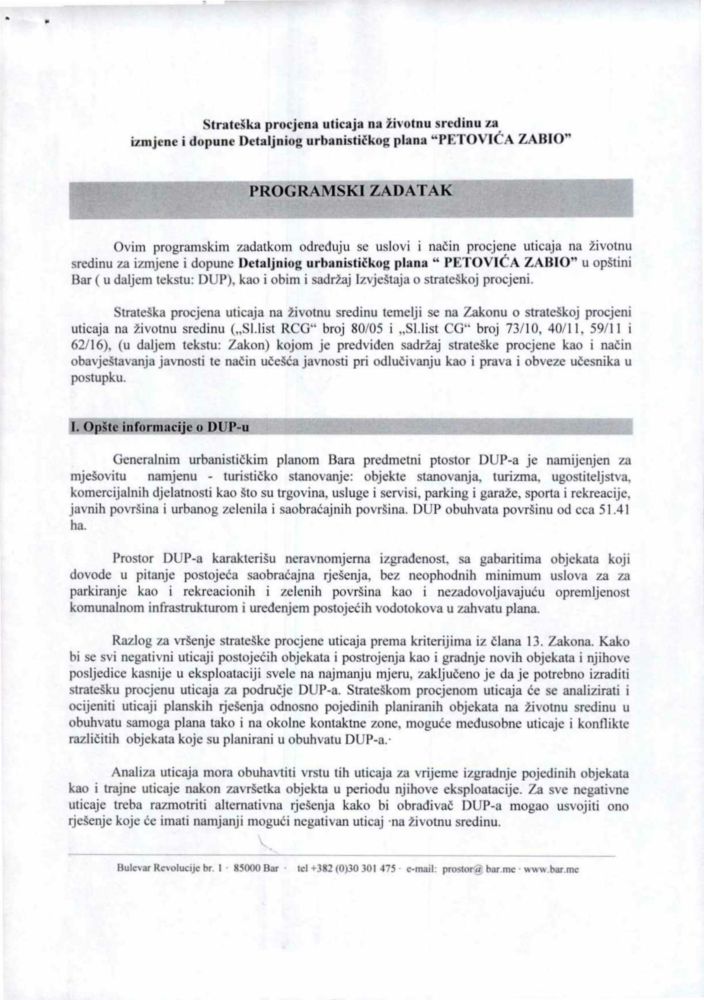 Strateška procjena uticaja na životnu sredinu za
izmjene i dopune Detaljniog urbanističkog plana “PETOVIĆA ZABIO”
PROGRAMSKI ZADATAK
Ovim programskim zadatkom određuju se uslovi i način procjene uticaja na životnu
sredinu za izmjene i dopune Detaljniog urbanističkog plana “ PETOVIĆA ZABIO” u opštini
Bar ( u daljem tekstu: DUP), kao i obim i sadržaj Izvještaja o strateškoj procjeni.
Strateška procjena uticaja na životnu sredinu temelji se na Zakonu o strateškoj procjeni
uticaja na životnu sredinu („Sl.list RCG“ broj 80/05 i „Sl.list CG“ broj 73/10, 40/11, 59/11 i
62/16), (u daljem tekstu: Zakon) kojom je predviđen sadržaj strateške procjene kao i način
obavještavanja javnosti te način učešća javnosti pri odlučivanju kao i prava i obveze učesnika u
postupku.
I. Opšte informacije o DUP-u
Generalnim urbanističkim planom Bara predmetni ptostor DUP-a je namijenjen za
mješovitu namjenu - turističko stanovanje: objekte stanovanja, turizma, ugostiteljstva,
komercijalnih djelatnosti kao što su trgovina, usluge i servisi, parking i garaže, sporta i rekreacije,
javnih površina i urbanog zelenila i saobraćajnih površina. DUP obuhvata površinu od cca 51.41
ha.
Prostor DUP-a karakterišu neravnomjerna izgrađenost, sa gabaritima objekata koji
dovode u pitanje postojeća saobraćajna rješenja, bez neophodnih minimum uslova za za
parkiranje kao i rekreacionih i zelenih površina kao i nezadovoljavajuću opremljenost
komunalnom infrastrukturom i uređenjem postojećih vodotokova u zahvatu plana.
Razlog za vršenje strateške procjene uticaja prema kriterijima iz člana 13. Zakona. Kako
bi se svi negativni uticaji postojećih objekata i postrojenja kao i gradnje novih objekata i njihove
posljedice kasnije u eksploataciji svele na najmanju mjeru, zaključeno je da je potrebno izraditi
stratešku procjenu uticaja za područje DUP-a. Strateškom procjenom uticaja će se analizirati i
ocijeniti uticaji planskih rješenja odnosno pojedinih planiranih objekata na životnu sredinu u
obuhvatu samoga plana tako i na okolne kontaktne zone, moguće međusobne uticaje i konflikte
različitih objekata koje su planirani u obuhvatu DUP-a.
Analiza uticaja mora obuhavtiti vrstu tih uticaja za vrijeme izgradnje pojedinih objekata
kao i trajne uticaje nakon završetka objekta u periodu njihove eksploatacije. Za sve negativne
uticaje treba razmotriti alternativna rješenja kako bi obrađivač DUP-a mogao usvojiti ono
rješenje koje će imati namjanji mogući negativan uticaj na životnu sredinu.
Bulevar Revolucije br. 1 · 85000 Bar · tel +382 (0)30 301 475 · e-mail: prostor@ bar.me · www.bar.me